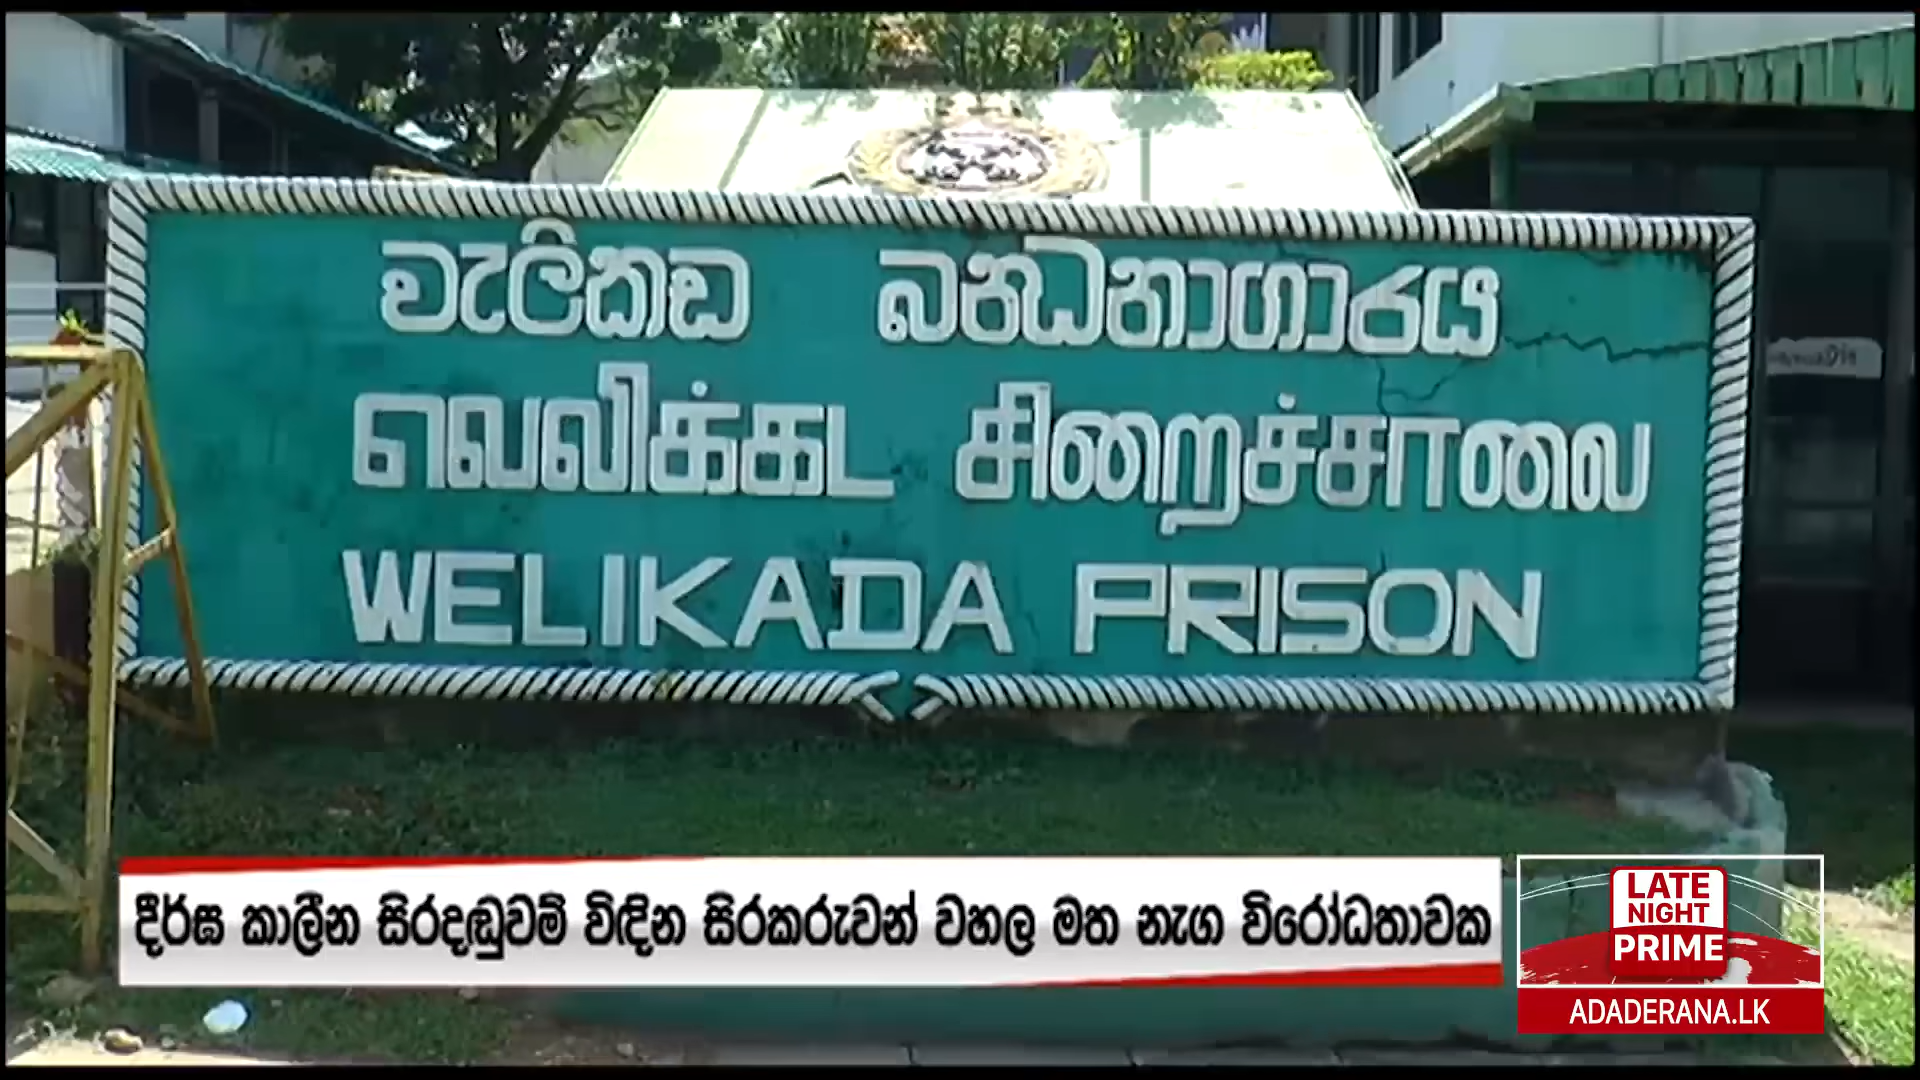 වැලිකඩ බන්ධනාගාරය
வெலிக்கட சிறைச்சாலை
WELIKADA PRISON
දීර්ඝ කාලීන සිරදඬුවම් විඳින සිරකරුවන් වහල මත නැග විරෝධතාවක
LATE
NIGHT
PRIME
ADADERANA.LK